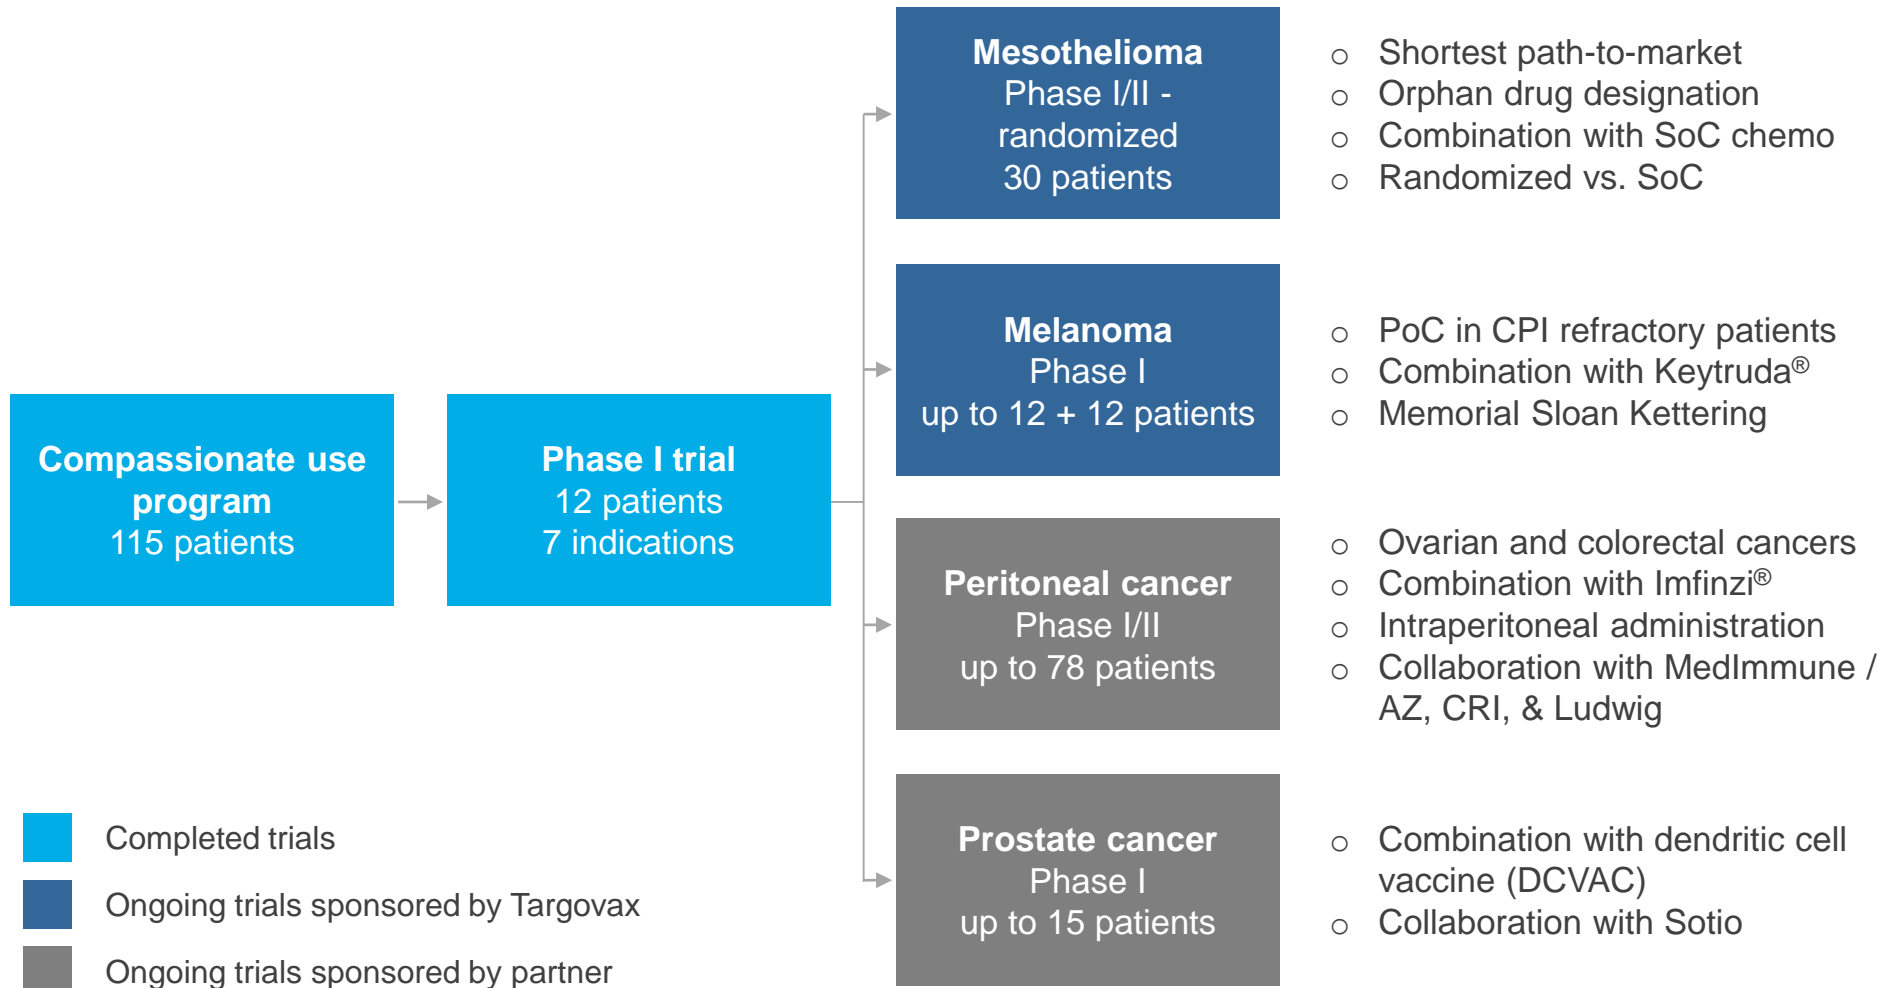 Compassionate use
program
115 patients
Phase I trial
12 patients
7 indications
Mesothelioma
Phase I/II -
randomized
30 patients
○ Shortest path-to-market
○ Orphan drug designation
○ Combination with SoC chemo
○ Randomized vs. SoC
Melanoma
Phase I
up to 12 + 12 patients
○ PoC in CPI refractory patients
○ Combination with Keytruda®
○ Memorial Sloan Kettering
Peritoneal cancer
Phase I/II
up to 78 patients
○ Ovarian and colorectal cancers
○ Combination with Imfinzi®
○ Intraperitoneal administration
○ Collaboration with MedImmune /
AZ, CRI, & Ludwig
Prostate cancer
Phase I
up to 15 patients
○ Combination with dendritic cell
vaccine (DCVAC)
○ Collaboration with Sotio
Completed trials
Ongoing trials sponsored by Targovax
Ongoing trials sponsored by partner